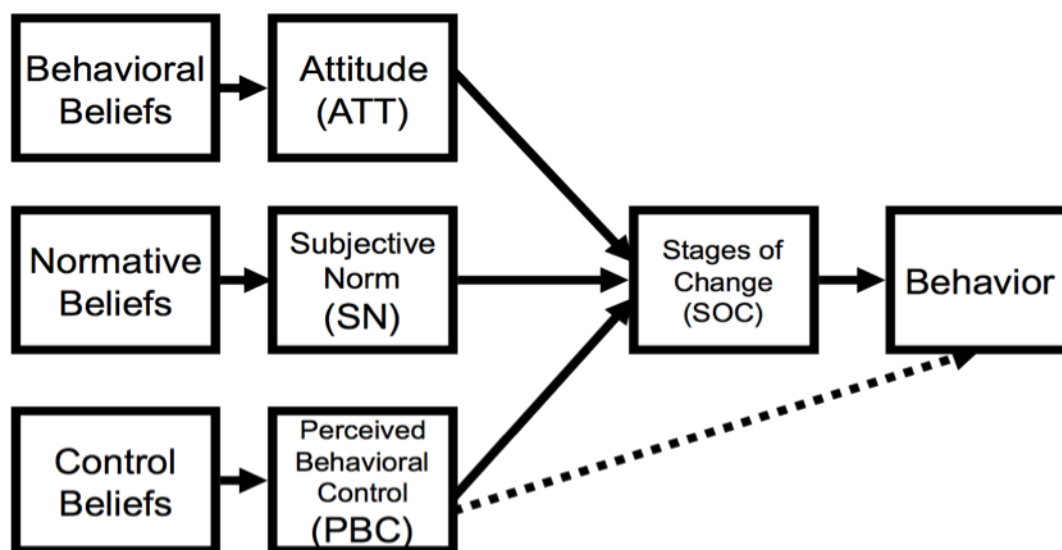 Behavioral
Beliefs
Attitude
(ATT)
Normative
Beliefs
Subjective
Norm
(SN)
Stages of
Change
(SOC)
Behavior
Control
Beliefs
Perceived
Behavioral
Control
(PBC)